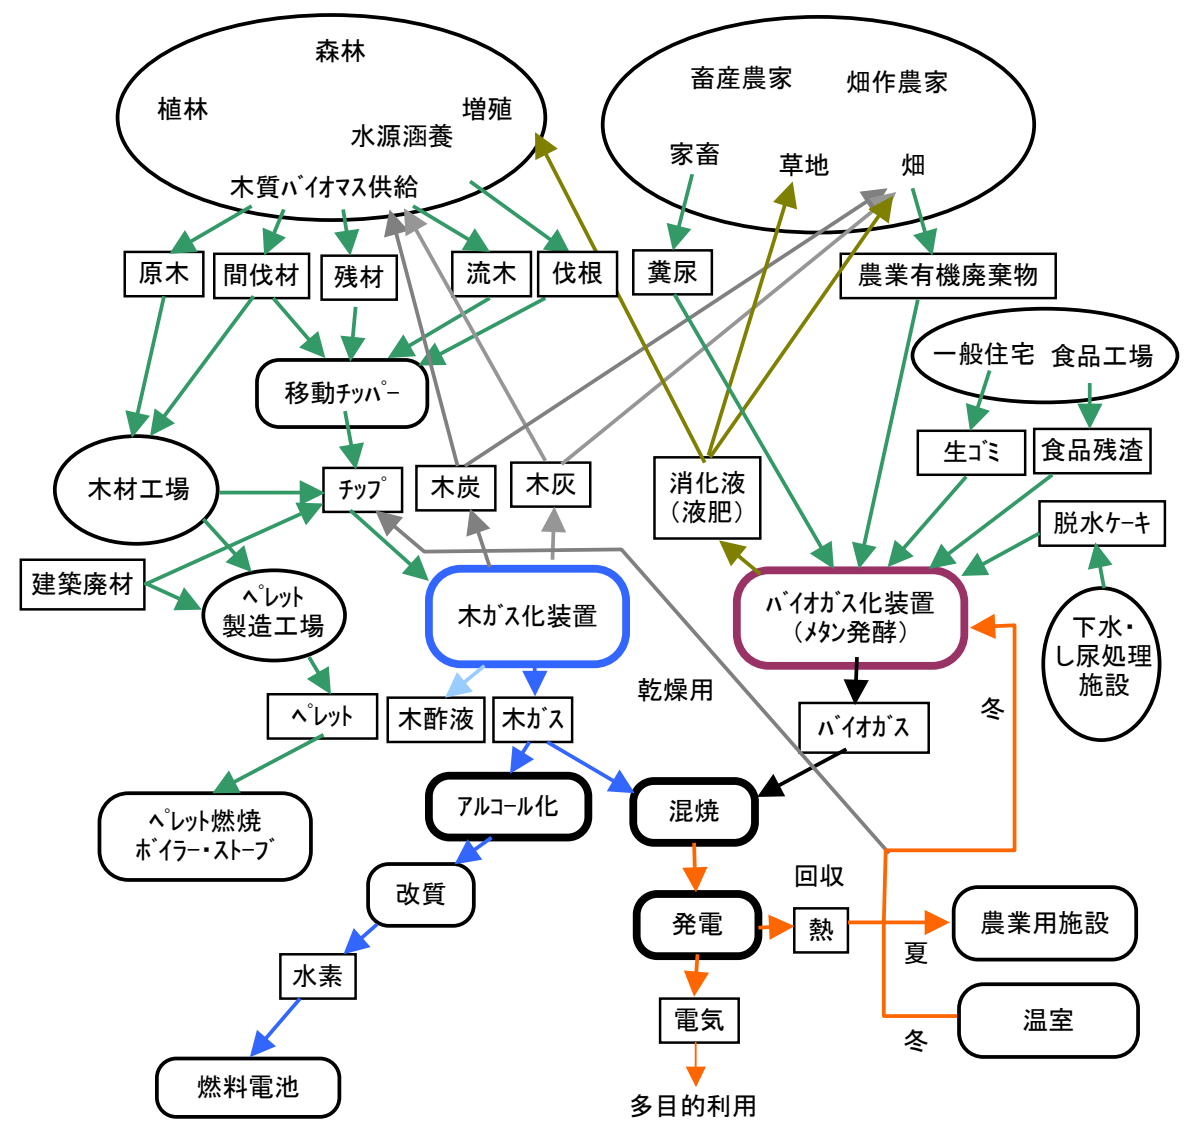 森林
植林
増殖
水源涵養
木質ﾊﾞｲｵﾏｽ供給
畜産農家
畑作農家
家畜
草地
畑
原木
間伐材
残材
流木
伐根
糞尿
農業有機廃棄物
一般住宅
食品工場
移動ﾁｯﾊﾟｰ
生ｺﾞﾐ
食品残渣
木材工場
ﾁｯﾌﾟ
木炭
木灰
消化液
（液肥）
脱水ｹｰｷ
建築廃材
ﾍﾟﾚｯﾄ
製造工場
木ｶﾞｽ化装置
ﾊﾞｲｵｶﾞｽ化装置
（ﾒﾀﾝ発酵）
下水・
し尿処理
施設
乾燥用
冬
ﾍﾟﾚｯﾄ
木酢液
木ｶﾞｽ
ﾊﾞｲｵｶﾞｽ
ﾍﾟﾚｯﾄ燃焼
ﾎﾞｲﾗｰ・ｽﾄｰﾌﾞ
ｱﾙｺｰﾙ化
混焼
改質
回収
発電
熱
農業用施設
夏
水素
電気
温室
冬
燃料電池
多目的利用